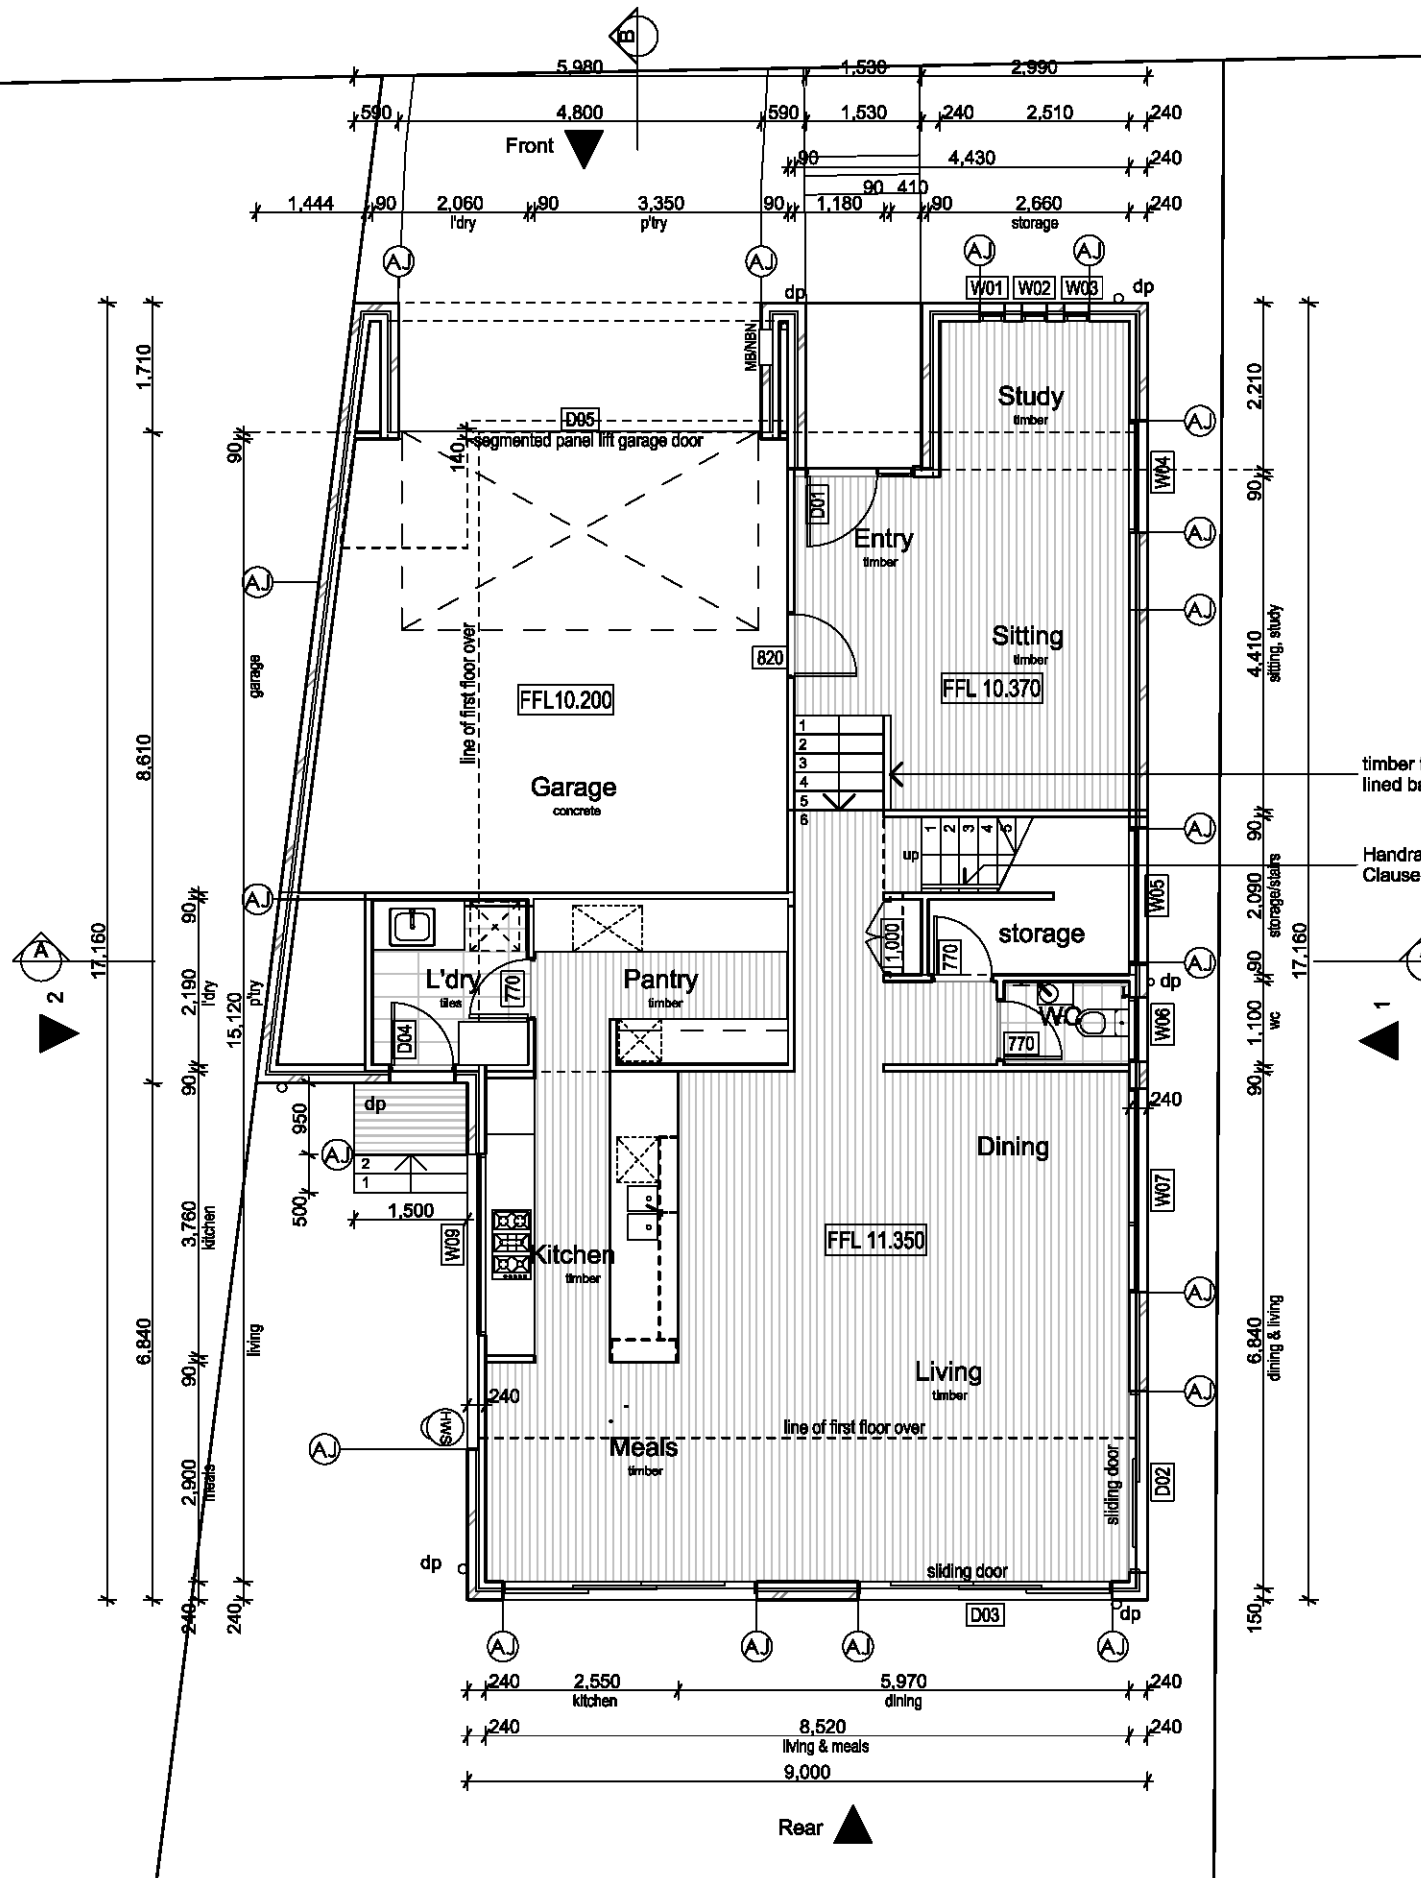 B
5,980 1,530 2,990
590 4,800 590 1,530 240 2,510 240
Front
90 4,430 240
90 410
1,444 90 2,060 90 3,350 90 1,180 90 2,660 240
l'dry p'try storage
AJ AJ AJ AJ
dp W01 W02 W03 dp
MB/NBN
1,710
2,210
Study
timber
D05
segmented panel lift garage door
AJ
90
140
W04
90
D01
Entry
timber
AJ
AJ
AJ
line of first floor over
820
Sitting
timber
FFL 10.370
4,410
sitting, study
garage
FFL10.200
8,610
Garage
concrete
1
2
3
4
5
6
timber
lined
Handra
Clause
up
1 2 3 4 5
AJ
90
2,090
storage/stairs
W05
AJ
90
1,000
770
storage
A
17,160
2
2,190
l'dry
p'try
15,120
L'dry
tiles
770
Pantry
timber
D04
AJ
90
dp
17,160
WC
770
W06
1,100
wc
1
90
90
dp
950
240
AJ
2
1
500
1,500
Dining
W07
3,760
kitchen
W09
Kitchen
timber
FFL 11.350
AJ
6,840
living
6,840
dining & living
90
240
Living
timber
AJ
HWS
line of first floor over
AJ
Meals
timber
2,900
meals
sliding door
D02
dp
sliding door
240 240
D03
dp
150
AJ AJ AJ AJ
240 2,550 5,970 240
kitchen dining
240 8,520 240
living & meals
9,000
Rear